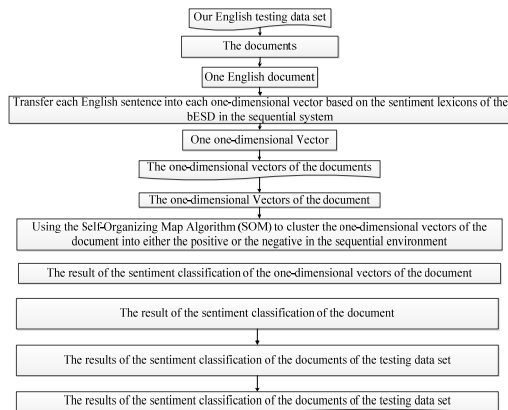 Our English testing data set
The documents
One English document
Transfer each English sentence into each one-dimensional vector based on the sentiment lexicons of the
bESD in the sequential system
One one-dimensional Vector
The one-dimensional vectors of the documents
The one-dimensional Vectors of the document
Using the Self-Organizing Map Algorithm (SOM) to cluster the one-dimensional vectors of the
document into either the positive or the negative in the sequential environment
The result of the sentiment classification of the one-dimensional vectors of the document
The result of the sentiment classification of the document
The results of the sentiment classification of the documents of the testing data set
The results of the sentiment classification of the documents of the testing data set